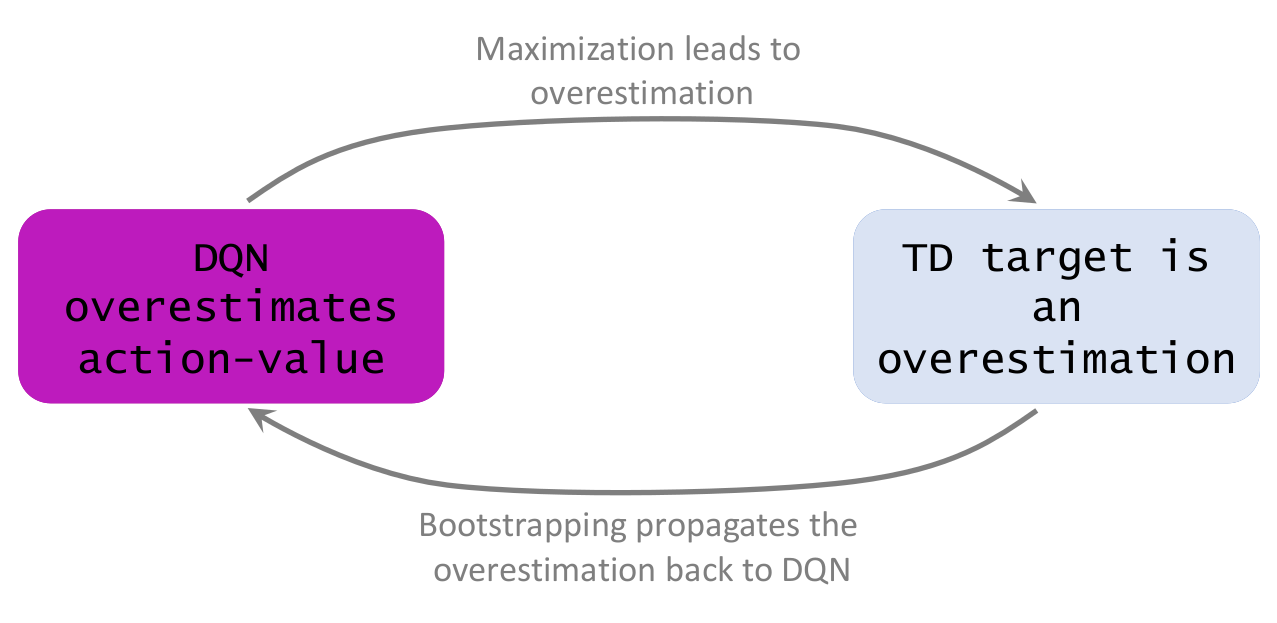 Maximization leads to
overestimation
DQN
overestimates
action-value
TD target is
an
overestimation
Bootstrapping propagates the
overestimation back to DQN